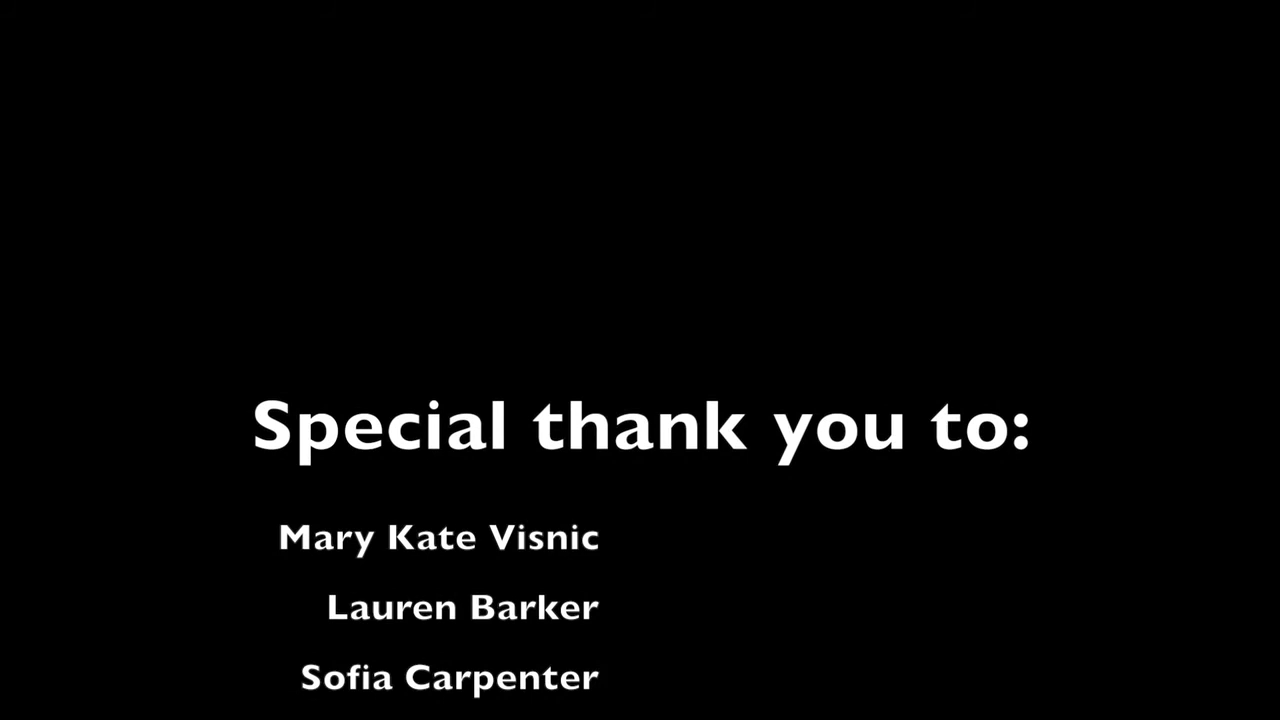 Special thank you to:
Mary Kate Visnic
Lauren Barker
Sofia Carpenter